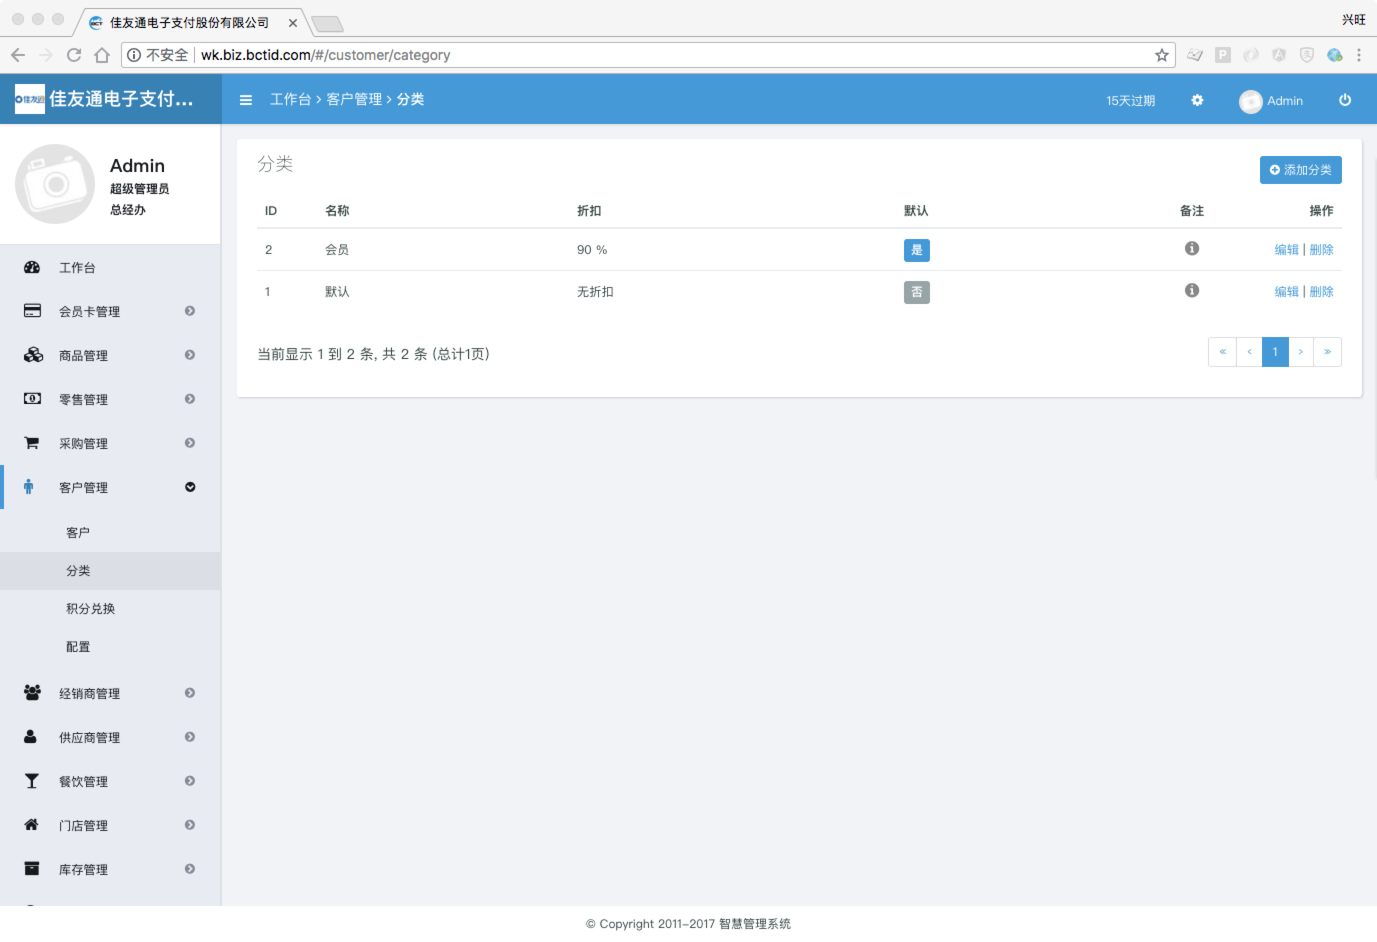 佳友通电子支付股份有限公司
兴旺
不安全 wk.biz.bctid.com/#/customer/category
佳友通电子支付...
工作台 > 客户管理 > 分类
15天过期
Admin
Admin
超级管理员
总经办
工作台
会员卡管理
商品管理
零售管理
采购管理
客户管理
客户
分类
积分兑换
配置
经销商管理
供应商管理
餐饮管理
门店管理
库存管理
分类
添加分类
ID 名称 折扣 默认 备注 操作
2 会员 90 % 是 编辑 | 删除
1 默认 无折扣 否 编辑 | 删除
当前显示 1 到 2 条, 共 2 条 (总计1页)
« ‹ 1 › »
© Copyright 2011-2017 智慧管理系统